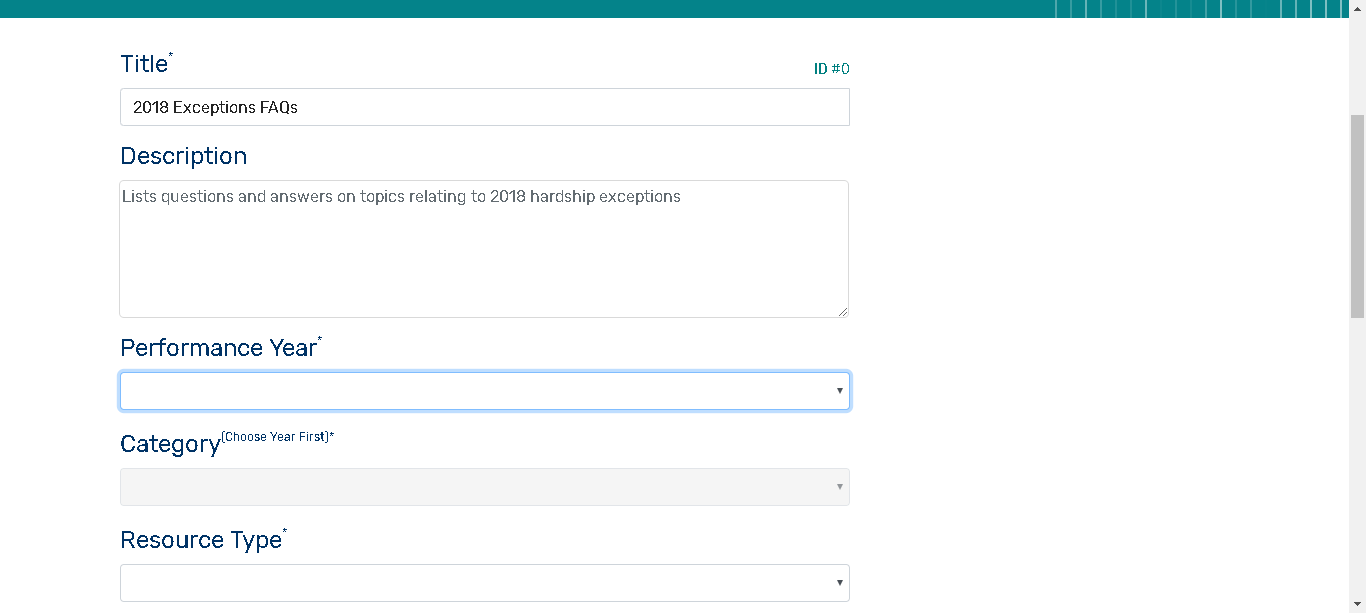 Title*
ID #0
2018 Exceptions FAQs
Description
Lists questions and answers on topics relating to 2018 hardship exceptions
Performance Year*
Category(Choose Year First)*
Resource Type*